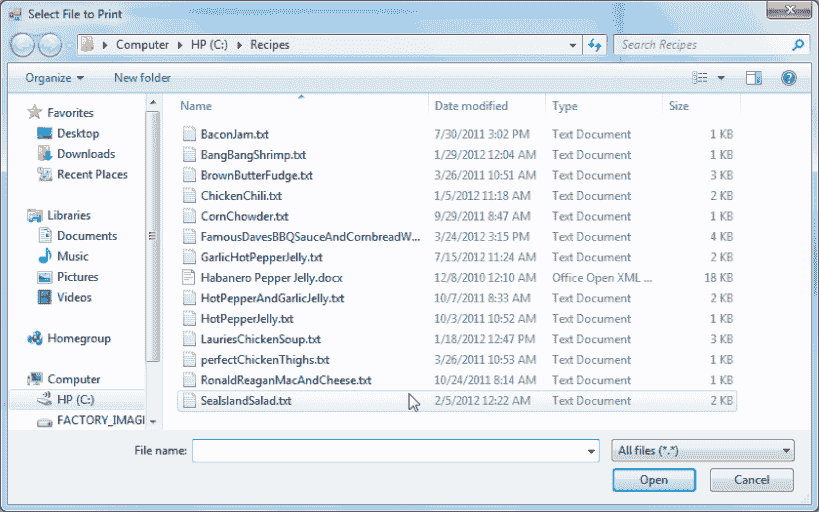 Select File to Print
Computer HP (C:) Recipes Search Recipes
Organize New folder
Favorites
Desktop
Downloads
Recent Places
Libraries
Documents
Music
Pictures
Videos
Homegroup
Computer
HP (C:)
FACTORY_IMAGI
Name Date modified Type Size
BaconJam.txt 7/30/2011 3:02 PM Text Document 1 KB
BangBangShrimp.txt 1/29/2012 12:04 AM Text Document 2 KB
BrownButterFudge.txt 3/26/2011 10:51 AM Text Document 3 KB
ChickenChili.txt 1/5/2012 11:18 AM Text Document 2 KB
CornChowder.txt 9/29/2011 8:47 AM Text Document 1 KB
FamousDavesBBQSauceAndCornbreadW... 3/24/2012 3:15 PM Text Document 4 KB
GarlicHotPepperJelly.txt 7/15/2012 11:24 AM Text Document 2 KB
Habanero Pepper Jelly.docx 12/8/2010 12:10 AM Office Open XML ... 18 KB
HotPepperAndGarlicJelly.txt 10/7/2011 8:33 AM Text Document 2 KB
HotPepperJelly.txt 10/3/2011 10:52 AM Text Document 1 KB
LauriesChickenSoup.txt 1/18/2012 12:47 PM Text Document 3 KB
perfectChickenThighs.txt 3/26/2011 10:53 AM Text Document 1 KB
RonaldReaganMacAndCheese.txt 10/24/2011 8:14 AM Text Document 1 KB
SeaIslandSalad.txt 2/5/2012 12:22 AM Text Document 2 KB
File name: All files (*.*)
Open Cancel